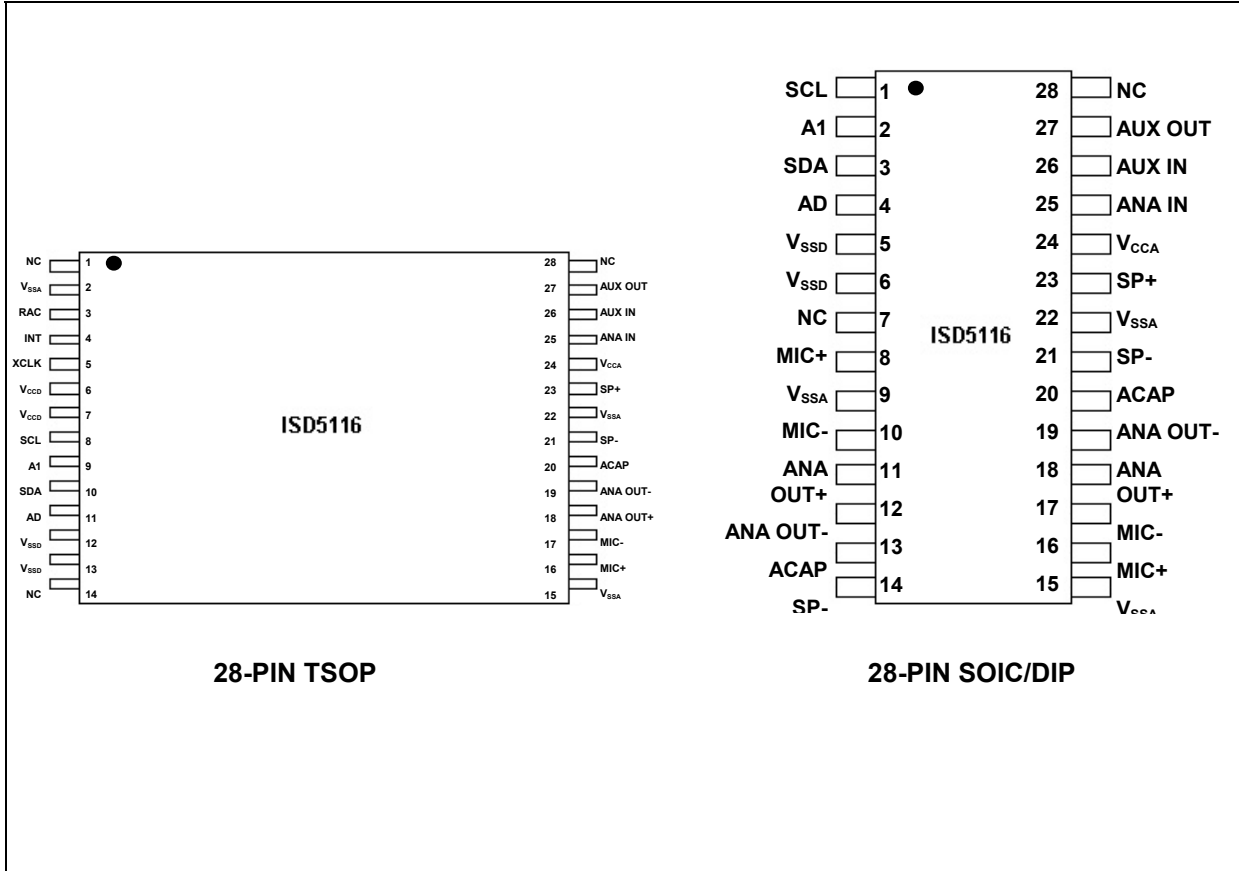 NC 1 28 NC
VSSA 2 27 AUX OUT
RAC 3 26 AUX IN
INT 4 25 ANA IN
XCLK 5 24 VCCA
VCCD 6 23 SP+
VCCD 7 22 VSSA
SCL 8 21 SP-
A1 9 20 ACAP
SDA 10 19 ANA OUT-
AD 11 18 ANA OUT+
VSSD 12 17 MIC-
VSSD 13 16 MIC+
NC 14 15 VSSA
ISD5116
28-PIN TSOP
SCL 1 28 NC
A1 2 27 AUX OUT
SDA 3 26 AUX IN
AD 4 25 ANA IN
VSSD 5 24 VCCA
VSSD 6 23 SP+
NC 7 22 VSSA
MIC+ 8 21 SP-
VSSA 9 20 ACAP
MIC- 10 19 ANA OUT-
ANA 11 18 ANA
OUT+ 12 17 OUT+
ANA OUT- 13 16 MIC-
ACAP 14 15 MIC+
SP- VSSA
ISD5116
28-PIN SOIC/DIP